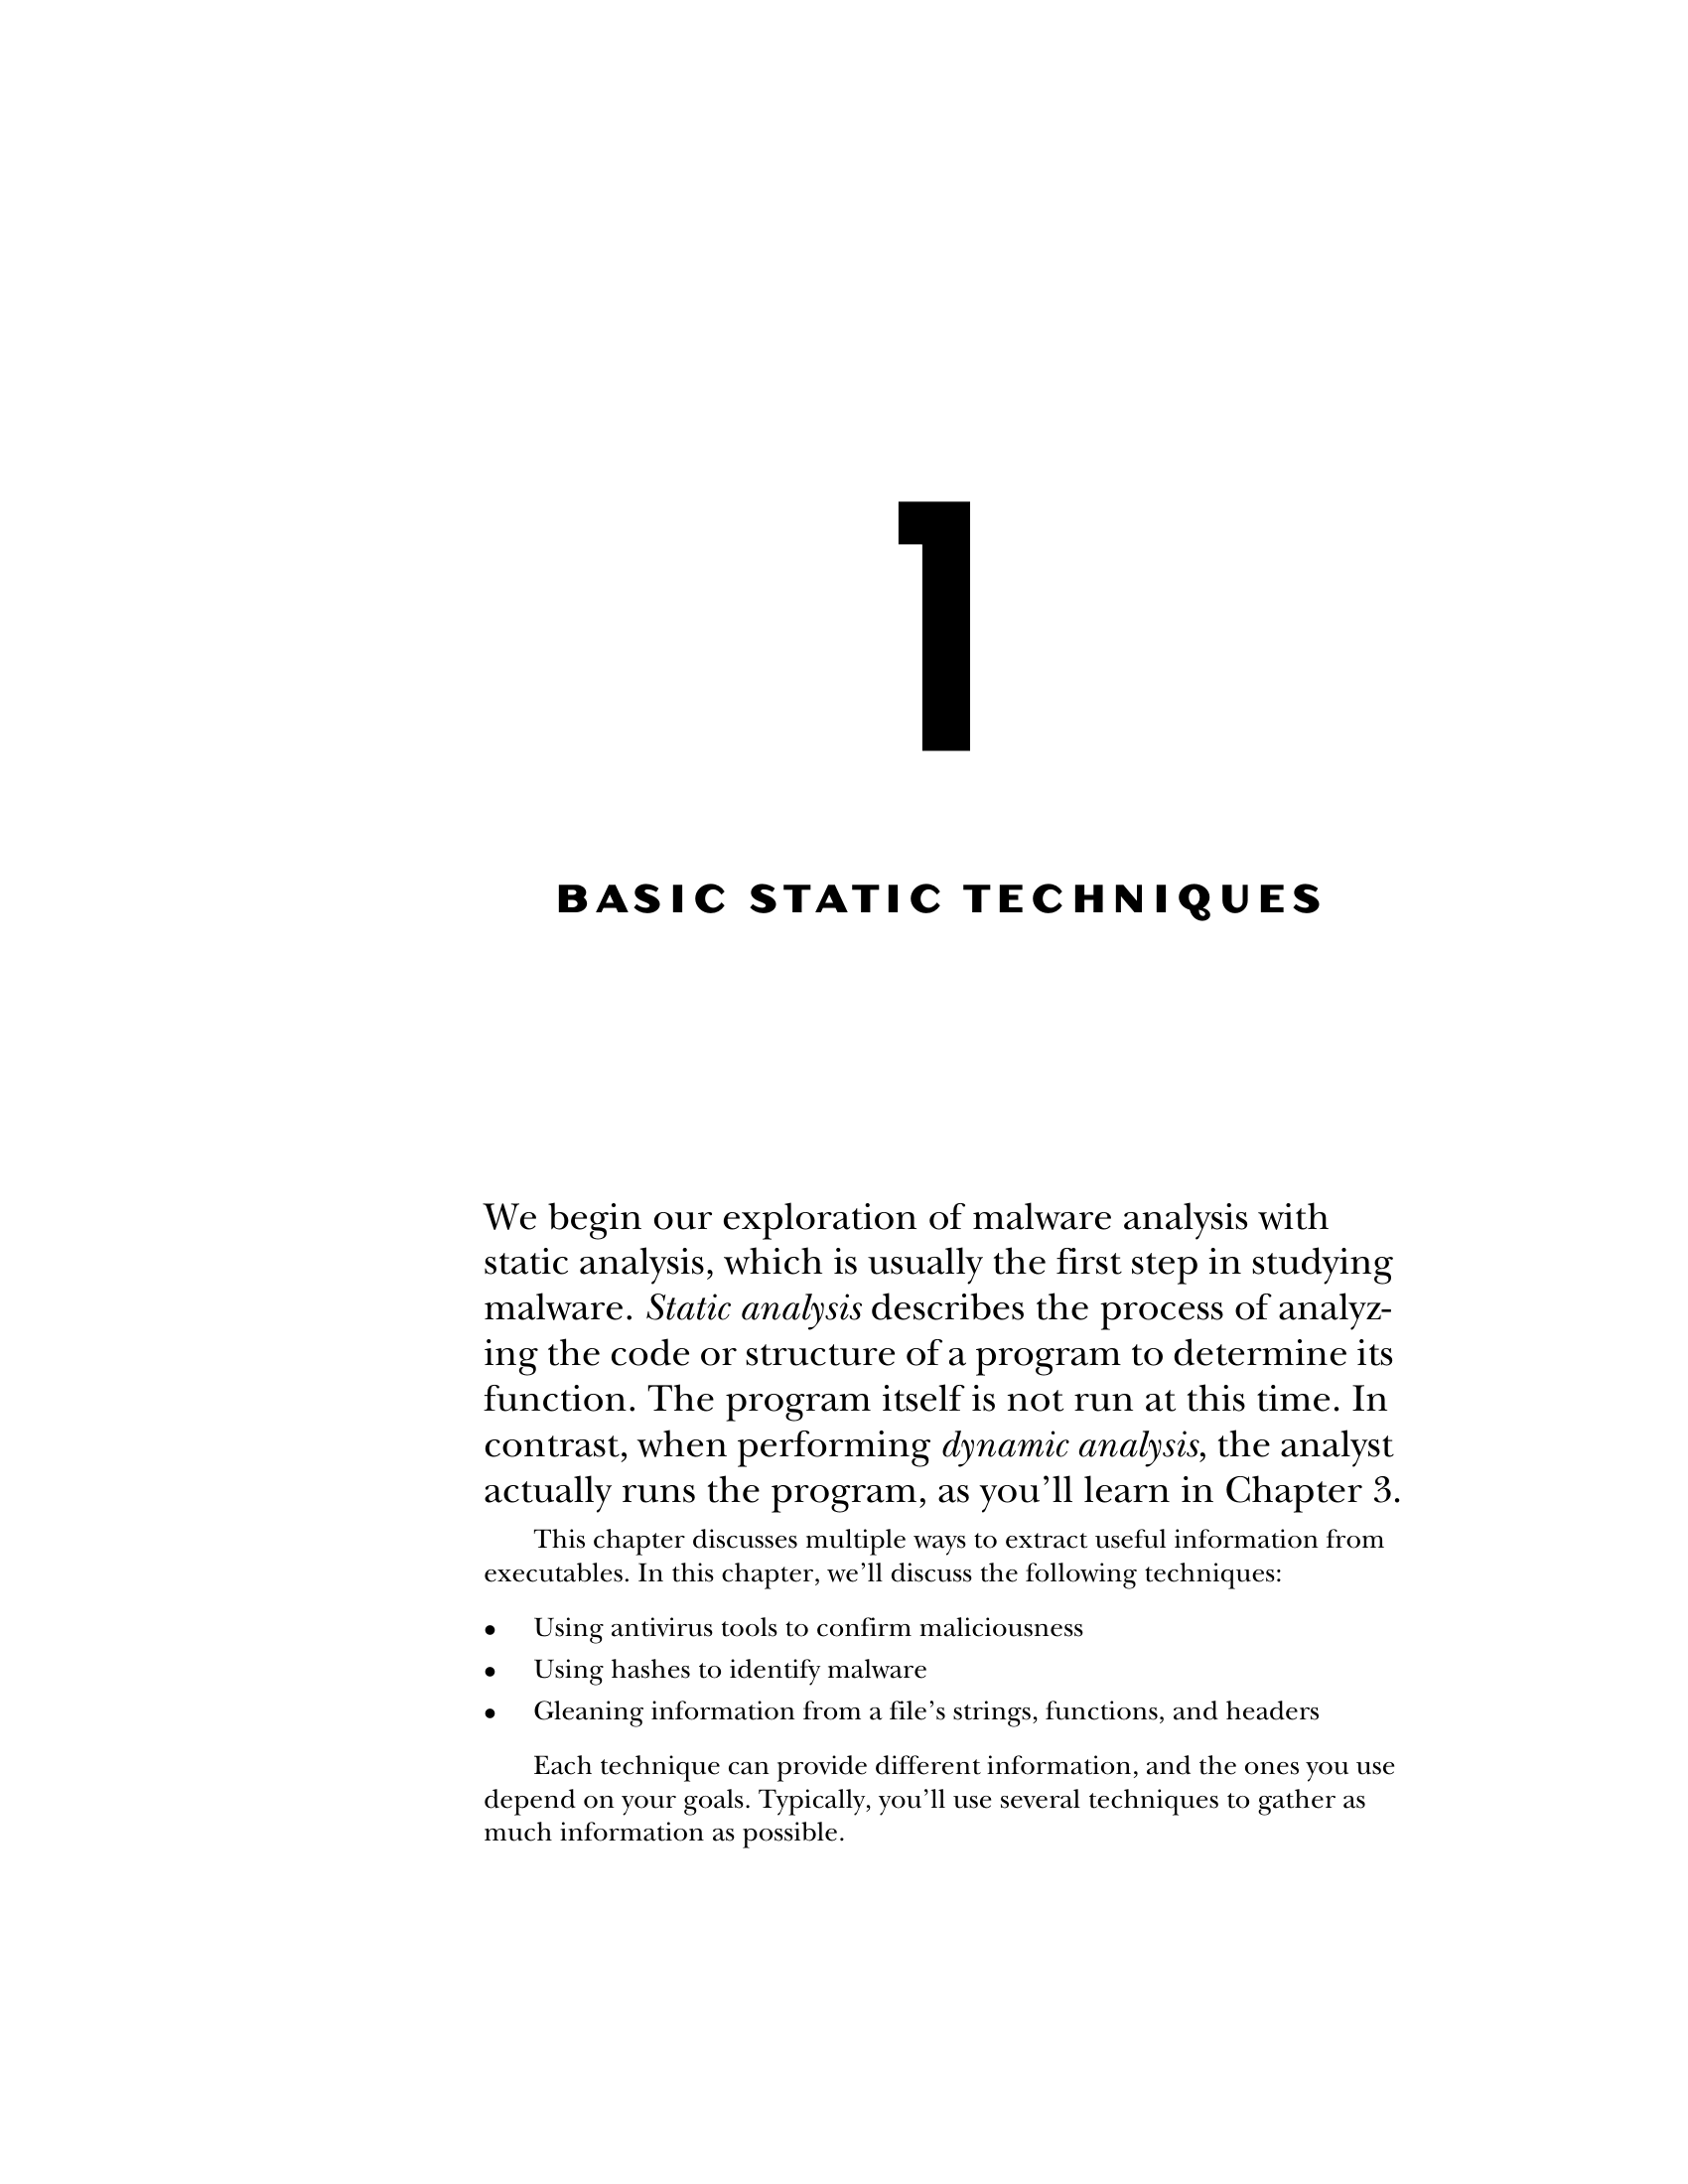 1
BASIC STATIC TECHNIQUES
We begin our exploration of malware analysis with
static analysis, which is usually the first step in studying
malware. Static analysis describes the process of analyz-
ing the code or structure of a program to determine its
function. The program itself is not run at this time. In
contrast, when performing dynamic analysis, the analyst
actually runs the program, as you’ll learn in Chapter 3.
This chapter discusses multiple ways to extract useful information from
executables. In this chapter, we’ll discuss the following techniques:
• Using antivirus tools to confirm maliciousness
• Using hashes to identify malware
• Gleaning information from a file’s strings, functions, and headers
Each technique can provide different information, and the ones you use
depend on your goals. Typically, you’ll use several techniques to gather as
much information as possible.